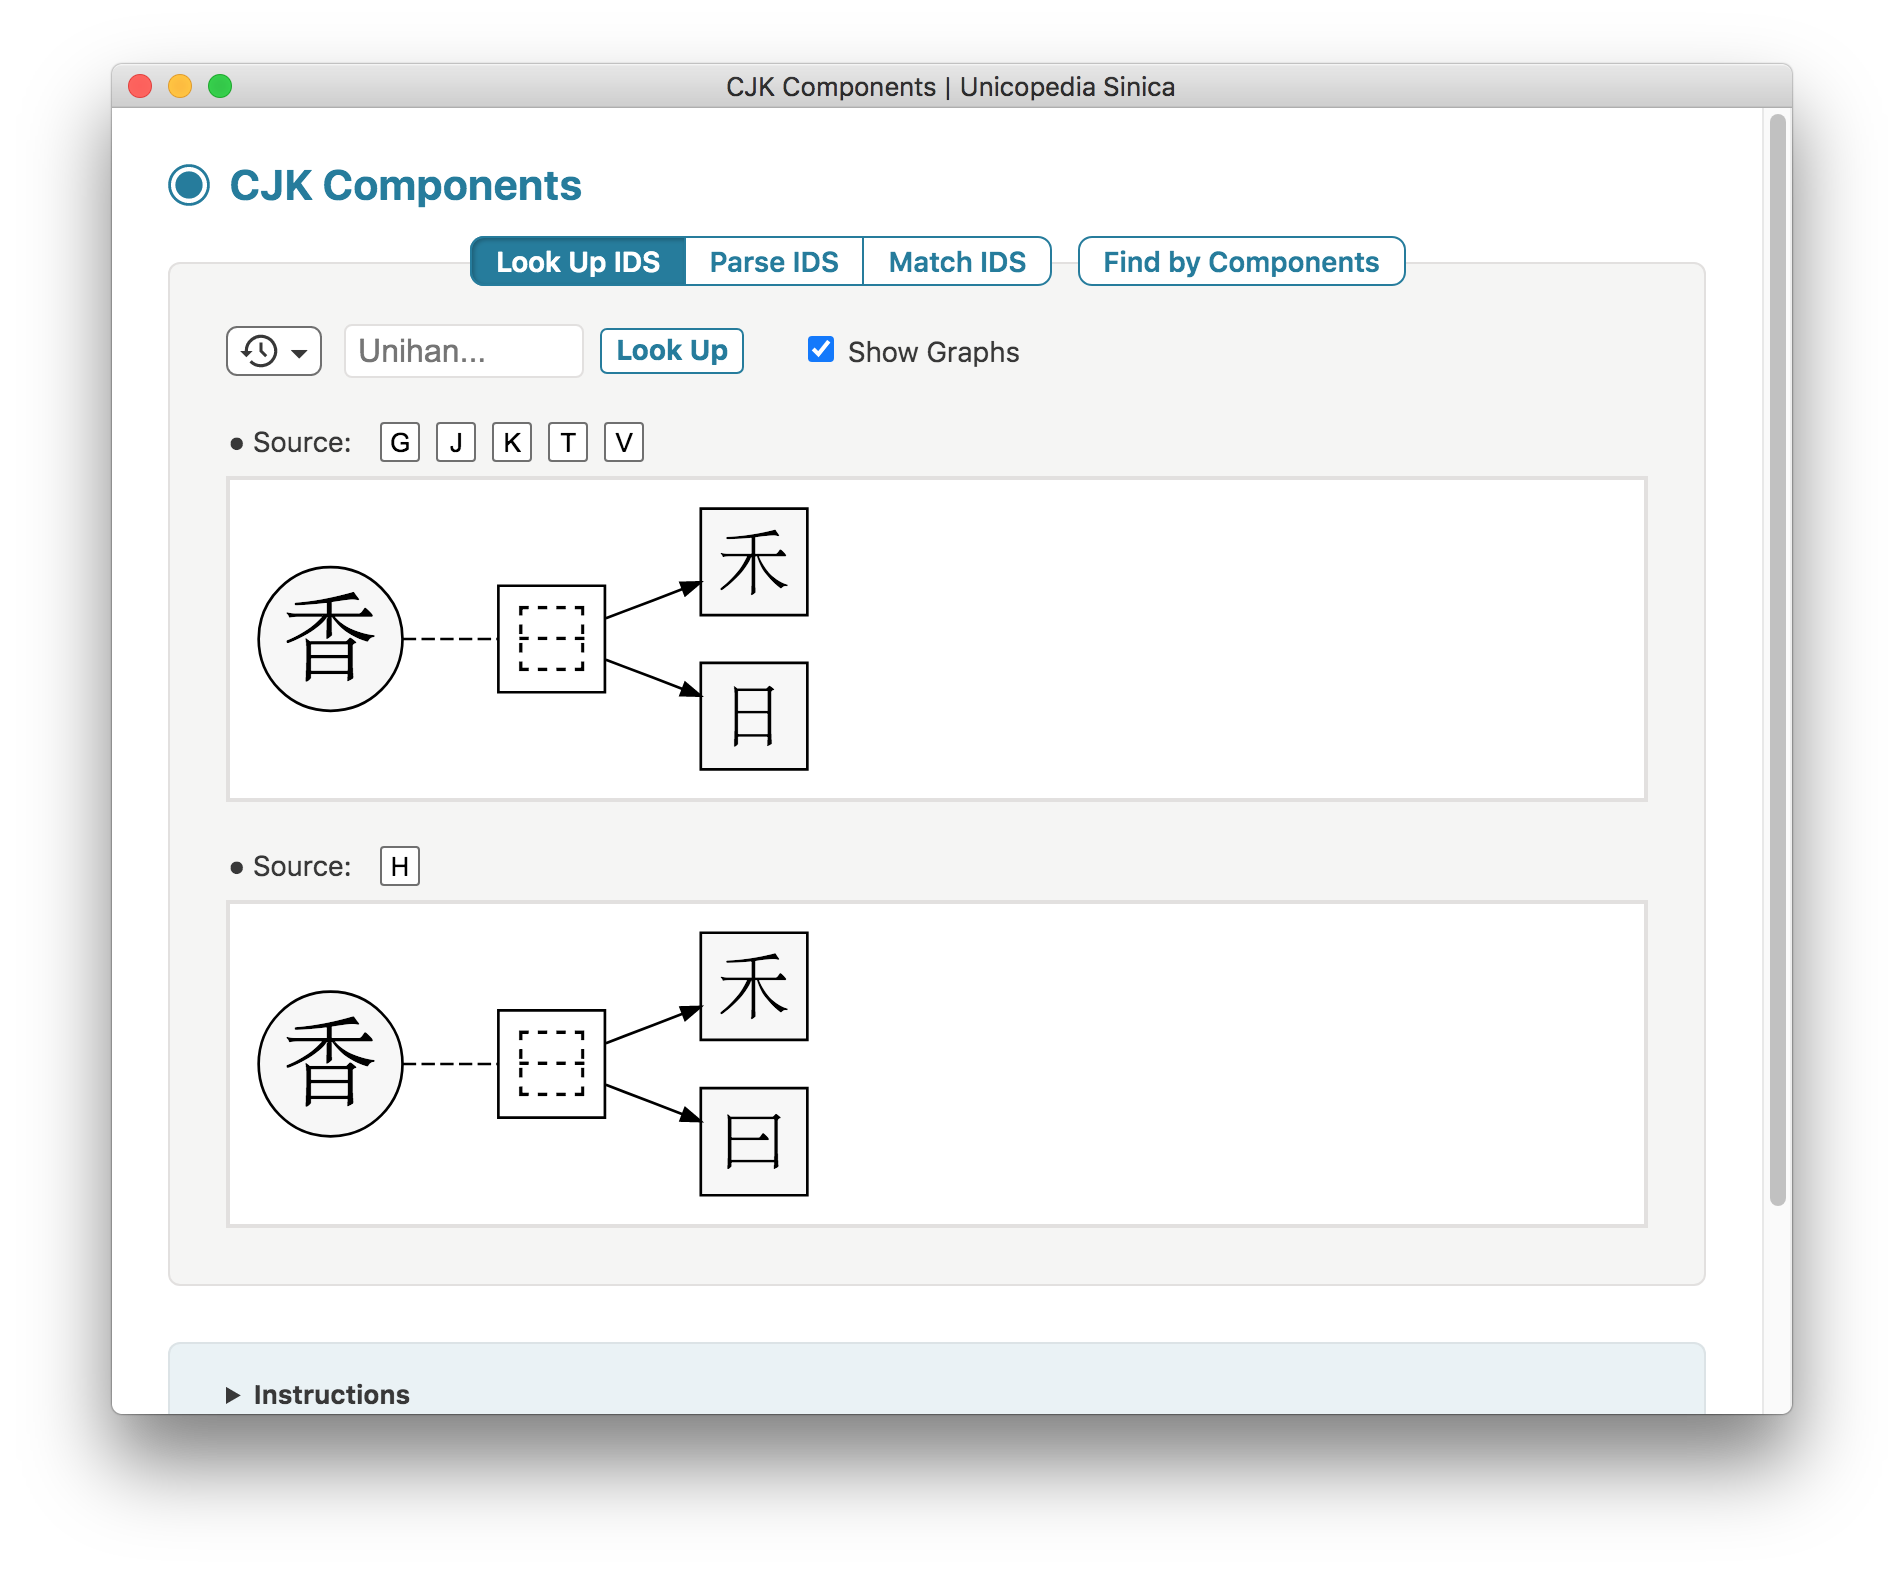 CJK Components | Unicopedia Sinica
CJK Components
Look Up IDS Parse IDS Match IDS Find by Components
Unihan... Look Up Show Graphs
• Source: G J K T V
禾
香 ⿱
日
• Source: H
禾
香 ⿱
曰
Instructions